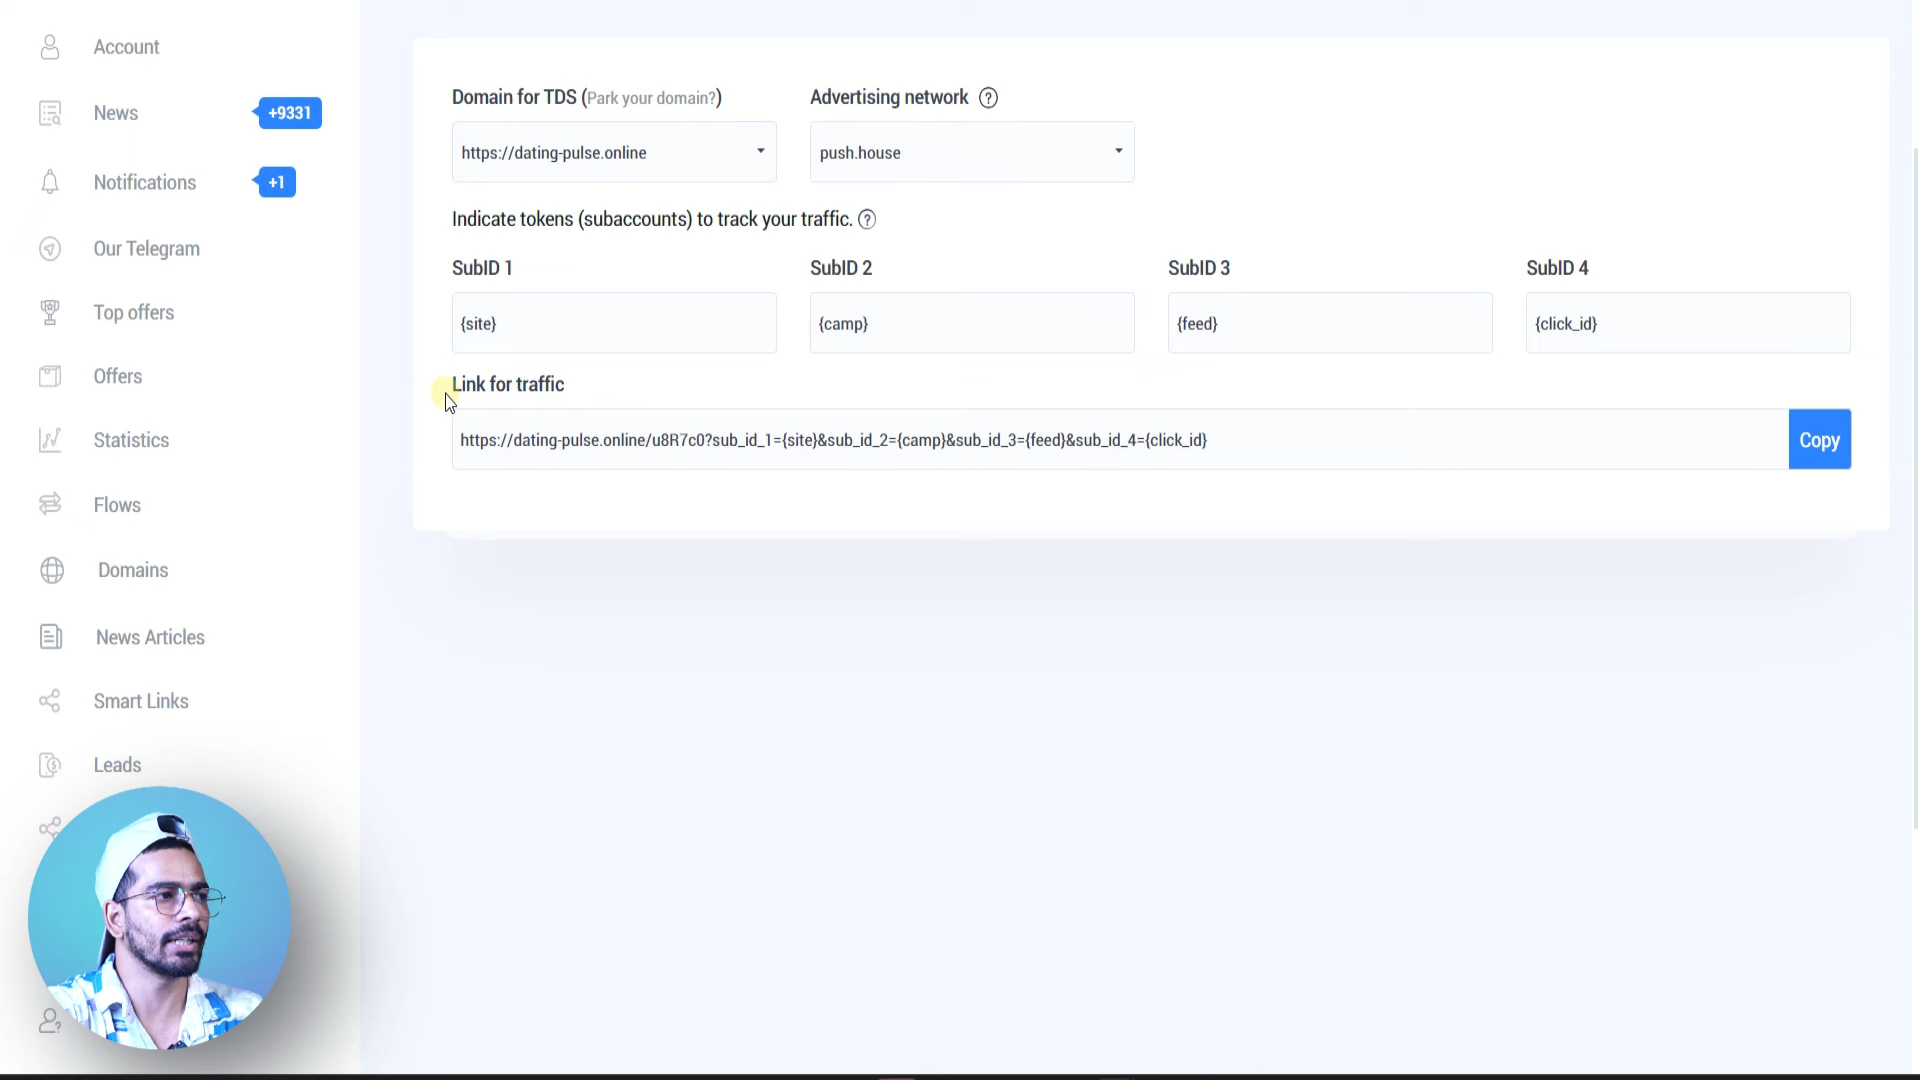 Account
News
+9331
Notifications
+1
Our Telegram
Top offers
Offers
Statistics
Flows
Domains
News Articles
Smart Links
Leads
Domain for TDS (Park your domain?)
Advertising network ?
https://dating-pulse.online
push.house
Indicate tokens (subaccounts) to track your traffic. ?
SubID 1
SubID 2
SubID 3
SubID 4
{site}
{camp}
{feed}
{click_id}
Link for traffic
https://dating-pulse.online/u8R7c0?sub_id_1={site}&sub_id_2={camp}&sub_id_3={feed}&sub_id_4={click_id}
Copy